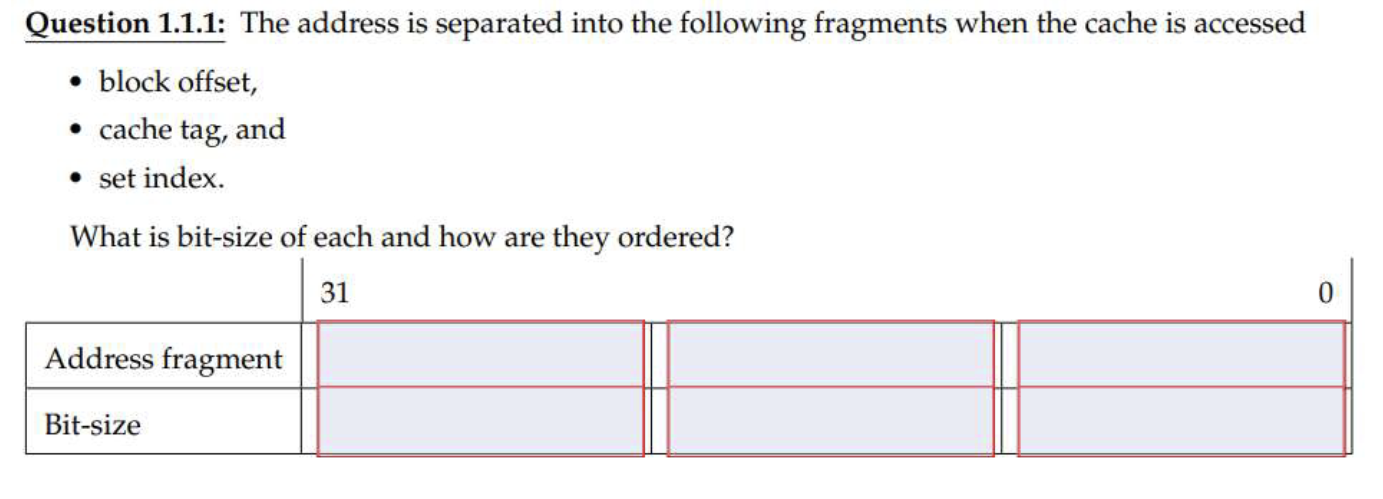 Question 1.1.1: The address is separated into the following fragments when the cache is accessed
• block offset,
• cache tag, and
• set index.
What is bit-size of each and how are they ordered?
31 0
Address fragment
Bit-size